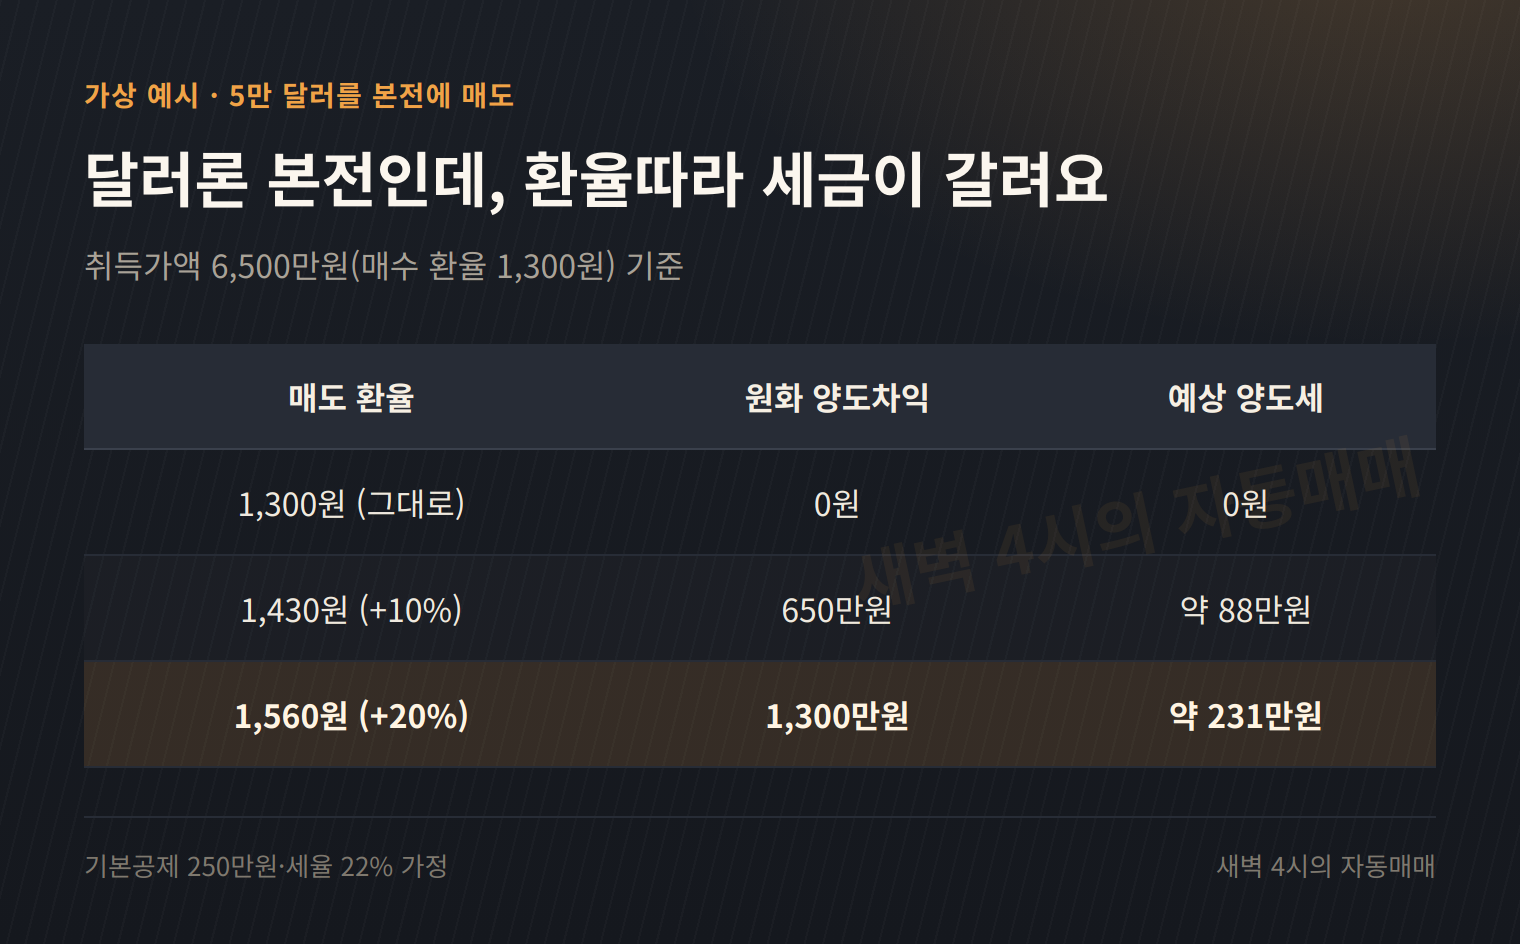 가상 예시 · 5만 달러를 본전에 매도
달러론 본전인데, 환율따라 세금이 갈려요
취득가액 6,500만원(매수 환율 1,300원) 기준
매도 환율 원화 양도차익 예상 양도세
1,300원 (그대로) 0원 0원
1,430원 (+10%) 650만원 약 88만원
1,560원 (+20%) 1,300만원 약 231만원
새벽 4시의 자동매매
기본공제 250만원·세율 22% 가정 새벽 4시의 자동매매